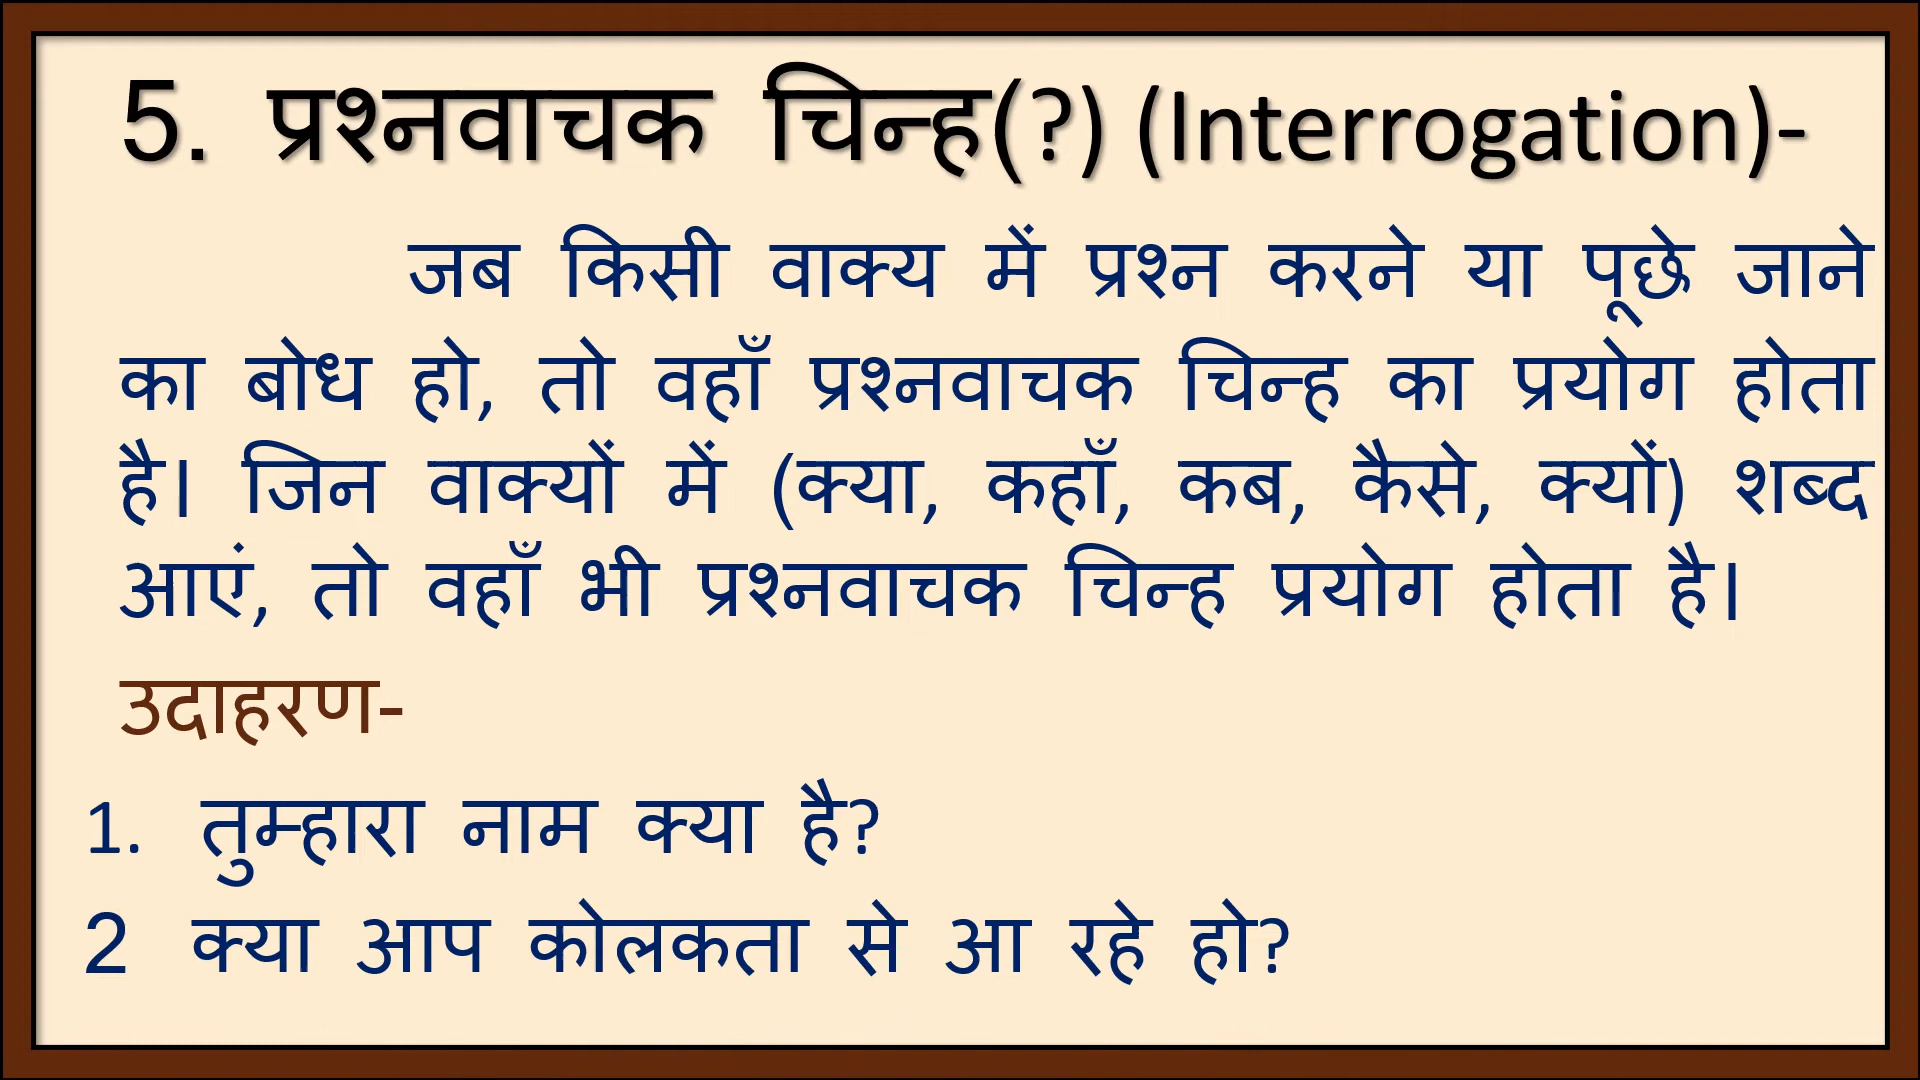 5. प्रश्नवाचक चिन्ह(?) (Interrogation)-
जब किसी वाक्य में प्रश्न करने या पूछे जाने
का बोध हो, तो वहाँ प्रश्नवाचक चिन्ह का प्रयोग होता
है। जिन वाक्यों में (क्या, कहाँ, कब, कैसे, क्यों) शब्द
आएं, तो वहाँ भी प्रश्नवाचक चिन्ह प्रयोग होता है।
उदाहरण-
1. तुम्हारा नाम क्या है?
2 क्या आप कोलकता से आ रहे हो?